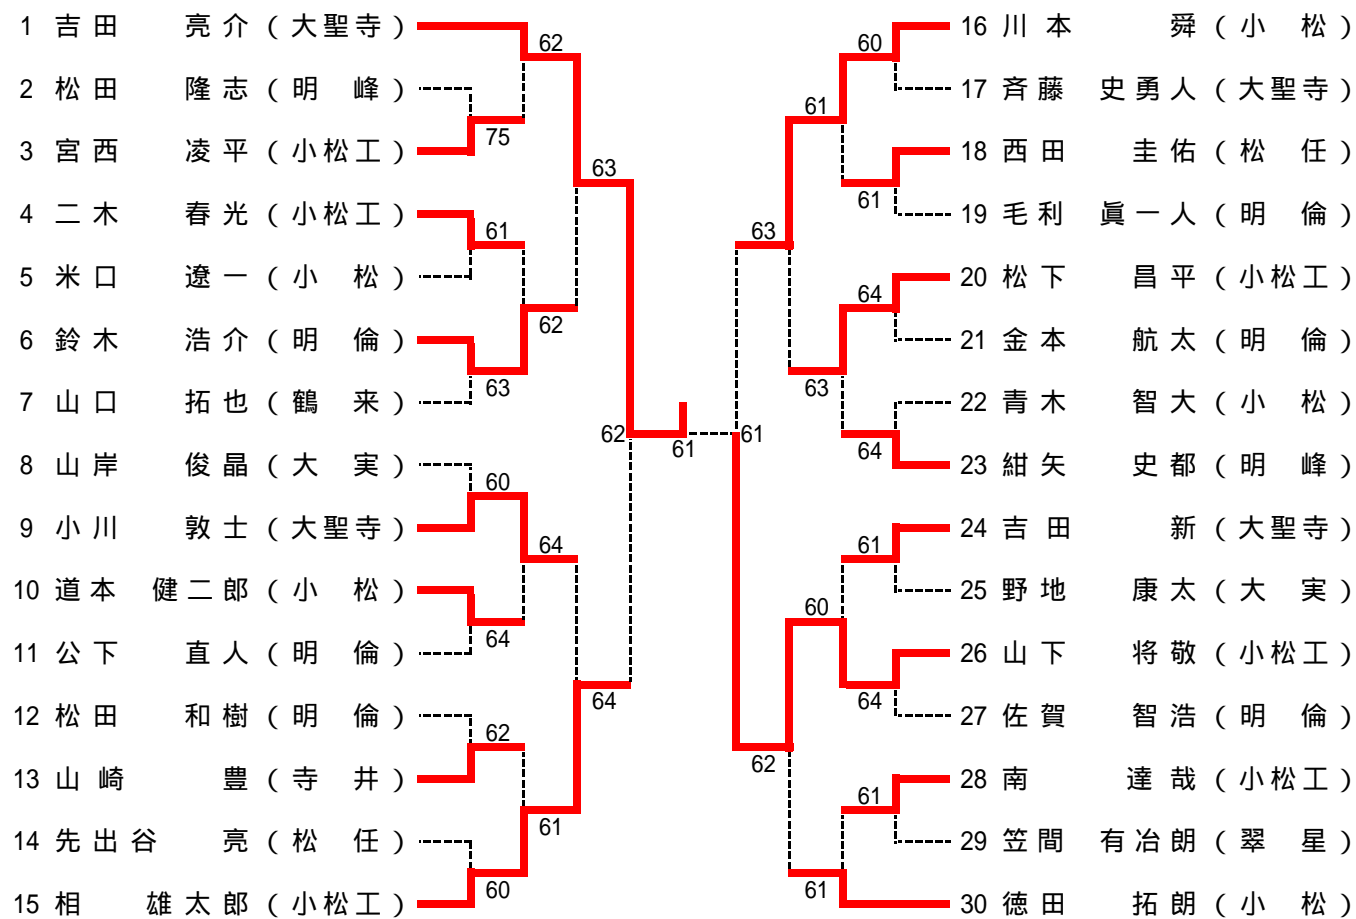 1 吉田 亮介 (大聖寺)
2 松田 隆志 (明 峰)
3 宮西 凌平 (小松工)
4 二木 春光 (小松工)
5 米口 遼一 (小 松)
6 鈴木 浩介 (明 倫)
7 山口 拓也 (鶴 来)
8 山岸 俊晶 (大 実)
9 小川 敦士 (大聖寺)
10 道本 健二郎 (小 松)
11 公下 直人 (明 倫)
12 松田 和樹 (明 倫)
13 山崎 豊 (寺 井)
14 先出谷 亮 (松 任)
15 相 雄太郎 (小松工)
62
75
61
63
62
63
60
64
64
62
60
61
64
62
61
61
63
62
61
63
60
62
60
61
64
64
61
64
61
61
16 川本 舜 (小 松)
17 斉藤 史勇人 (大聖寺)
18 西田 圭佑 (松 任)
19 毛利 眞一人 (明 倫)
20 松下 昌平 (小松工)
21 金本 航太 (明 倫)
22 青木 智大 (小 松)
23 紺矢 史都 (明 峰)
24 吉田 新 (大聖寺)
25 野地 康太 (大 実)
26 山下 将敬 (小松工)
27 佐賀 智浩 (明 倫)
28 南 達哉 (小松工)
29 笠間 有冶朗 (翠 星)
30 徳田 拓朗 (小 松)